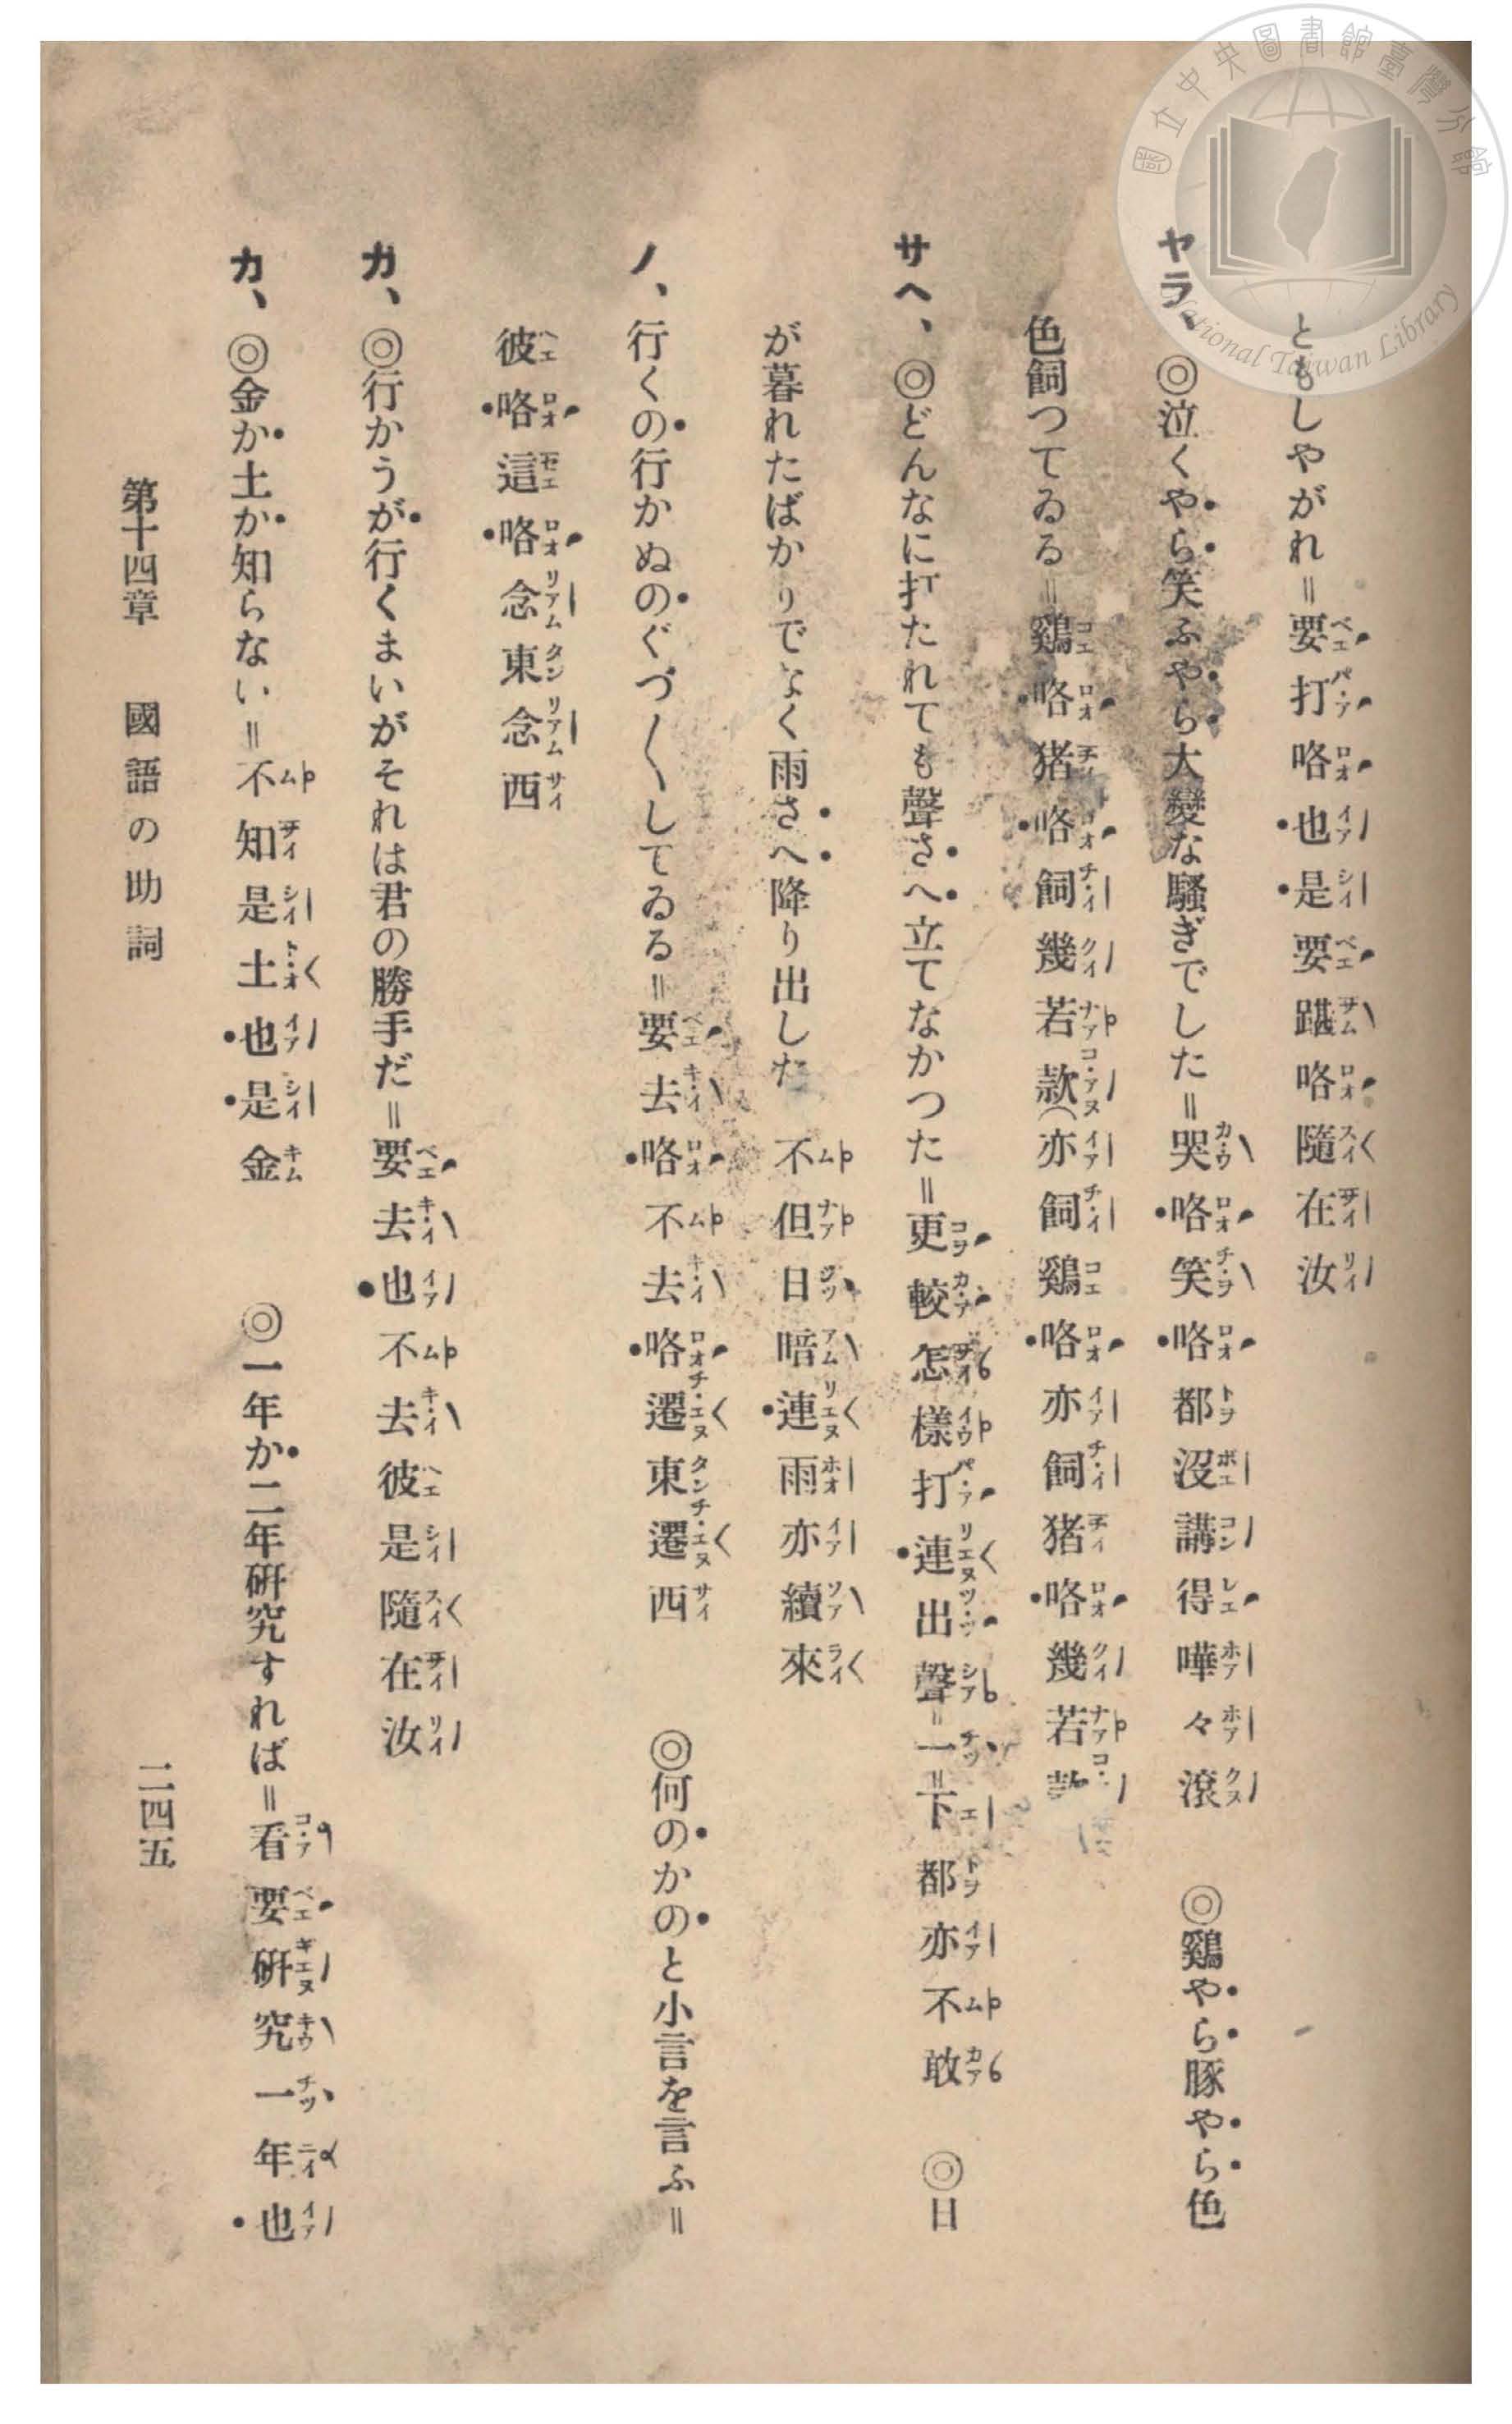 ともしやがれ＝要打咯也是要踸咯隨在汝
ヤラ、◎泣くやら笑ふやら大變な騷ぎでした＝哭咯笑咯都沒講得嘩々滾　◎鷄やら豚やら色
色飼つてゐる＝鷄咯猪咯飼幾若款（亦飼鷄咯亦飼猪咯幾若
サヘ、◎どんなに打たれても聲さへ立てなかつた＝更較怎樣打連出聲＝一＝下都亦不敢　◎日
が暮れたばかりでなく雨さへ降り出した　不但日暗連雨亦續來
ノ、行くの行かぬのぐづ〱してゐる＝要去咯不去咯遷東遷西　◎何のかのと小言を言ふ＝
彼咯這咯念東念西
ガ、◎行かうが行くまいがそれは君の勝手だ＝要去也不去彼是隨在汝
カ、◎金か土か知らない＝不知是土也是金　◎一年か二年硏究すれば＝看要硏究一年也
第十四章　國語の助詞
二四五
國立中央圖書館臺灣分館
National Taiwan Library